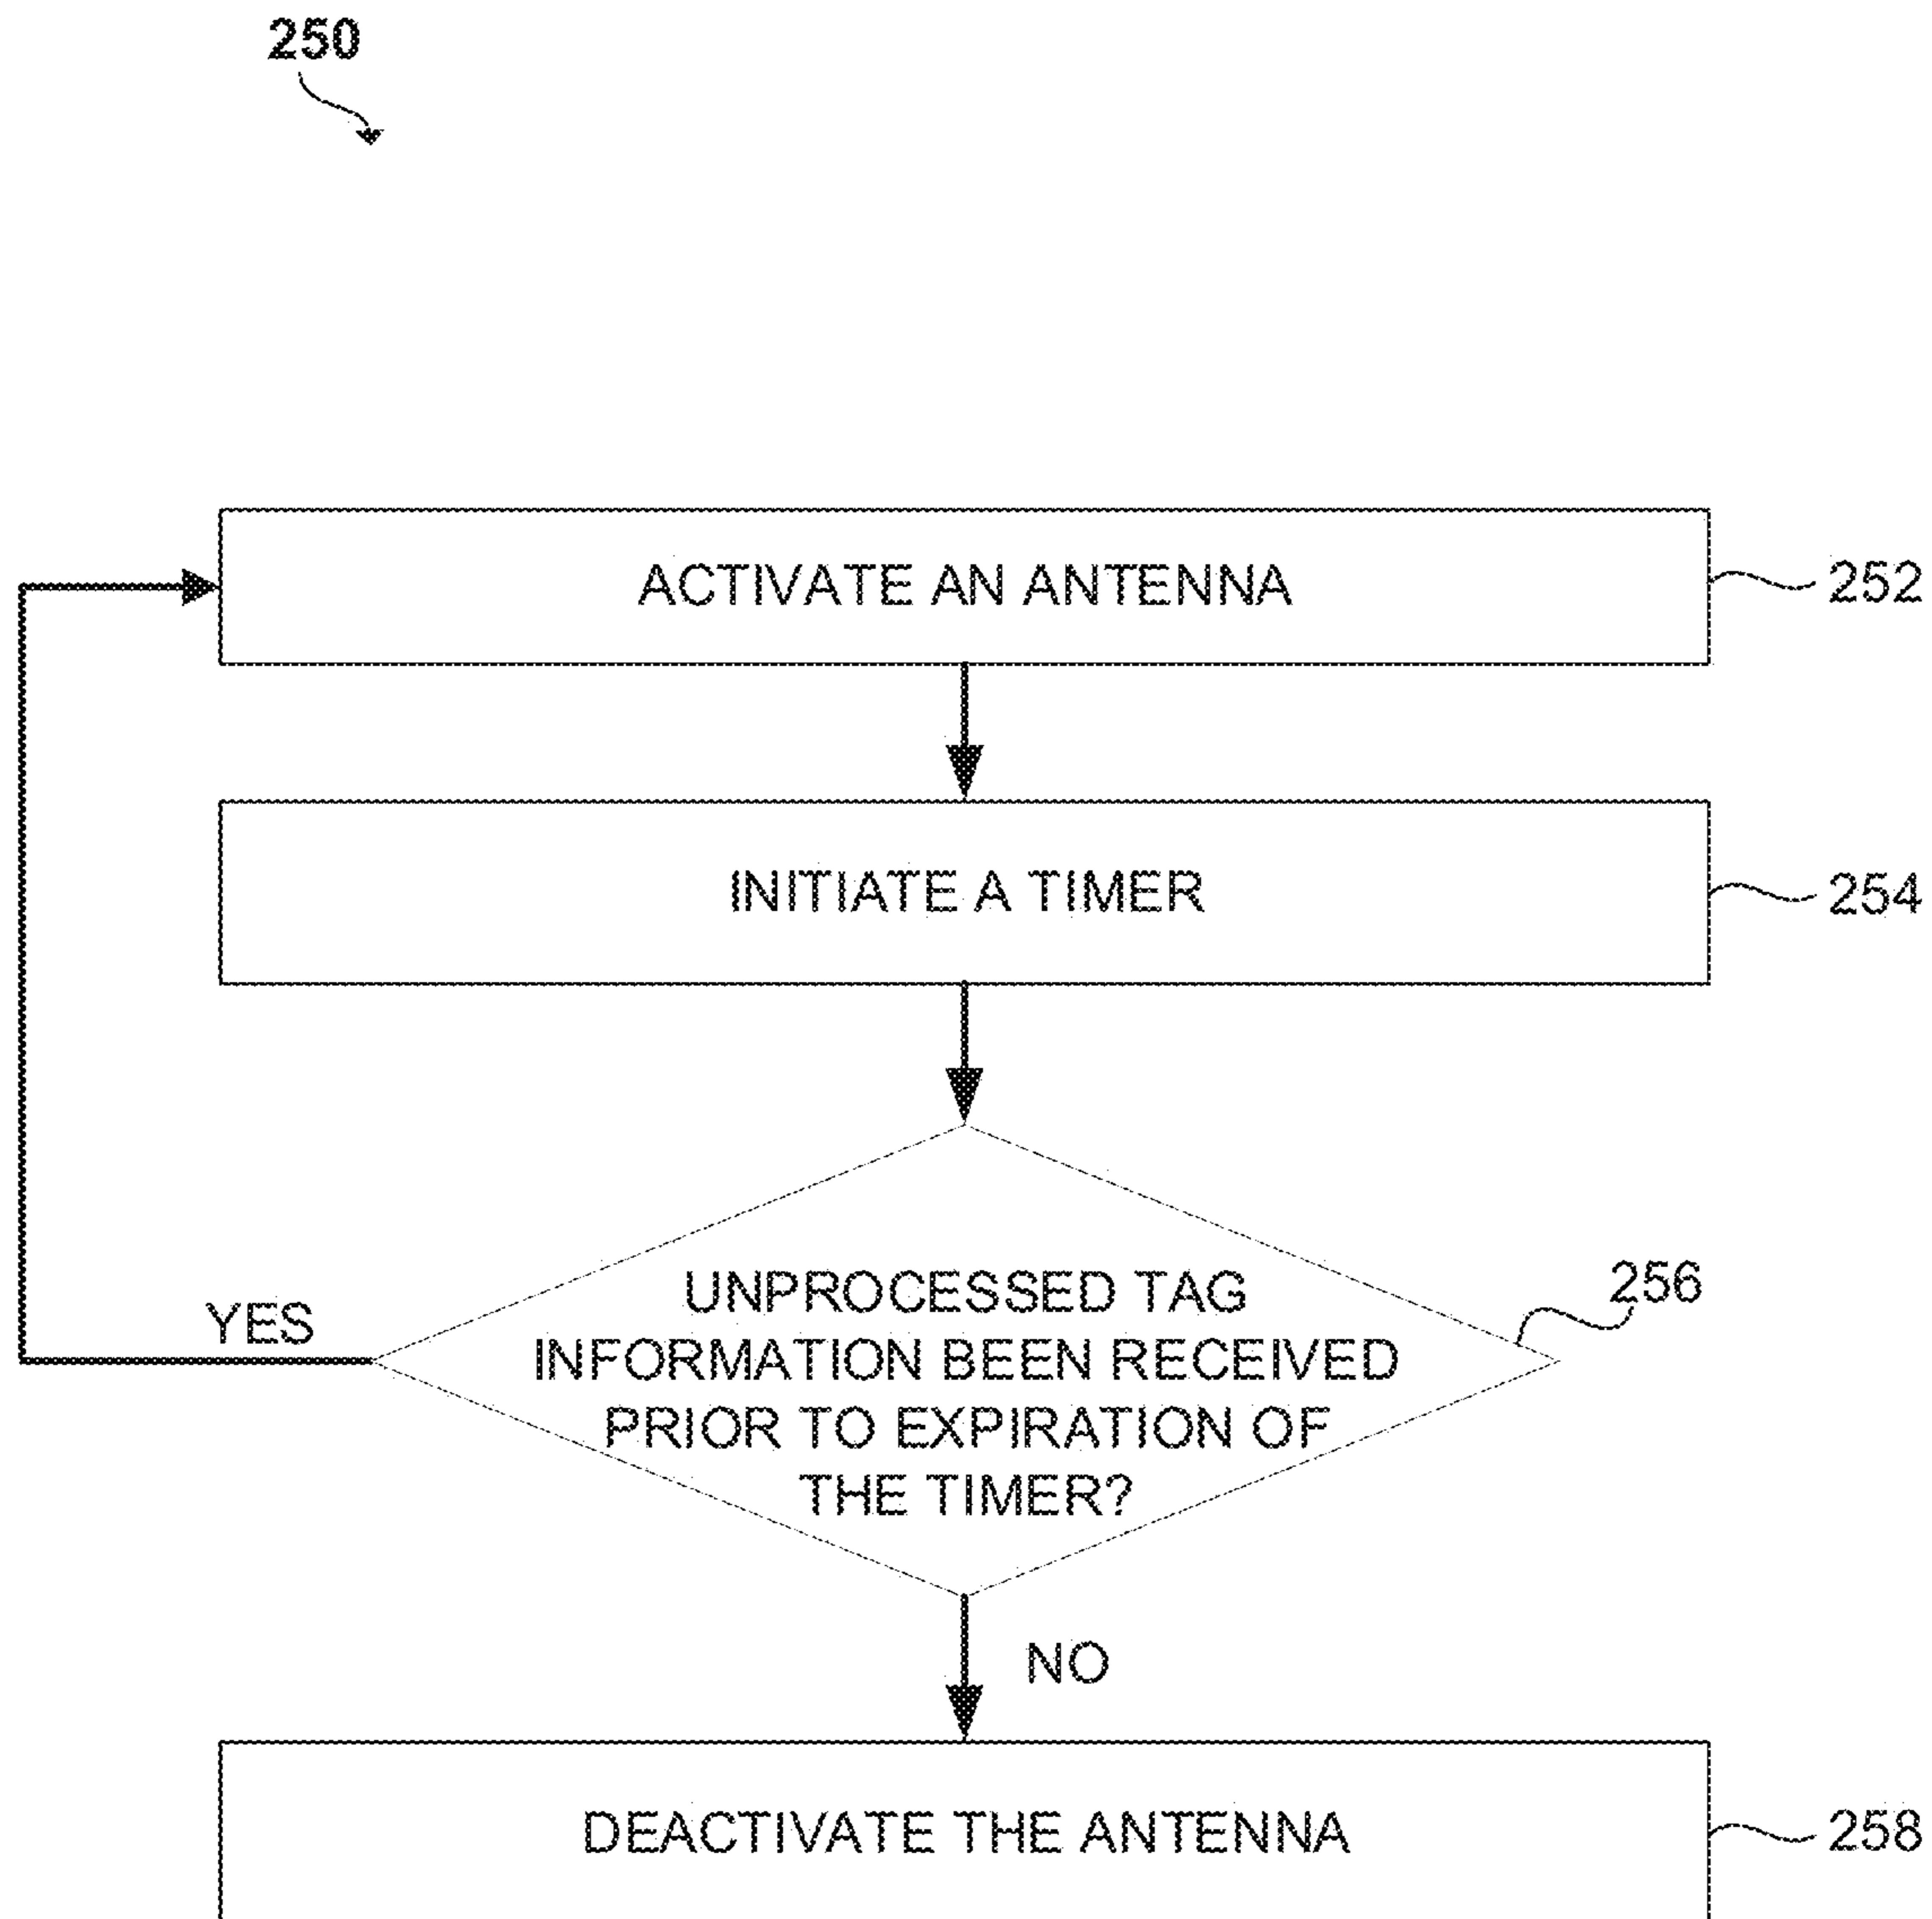 250
ACTIVATE AN ANTENNA
252
INITIATE A TIMER
254
UNPROCESSED TAG
INFORMATION BEEN RECEIVED
PRIOR TO EXPIRATION OF
THE TIMER?
256
YES
NO
DEACTIVATE THE ANTENNA
258